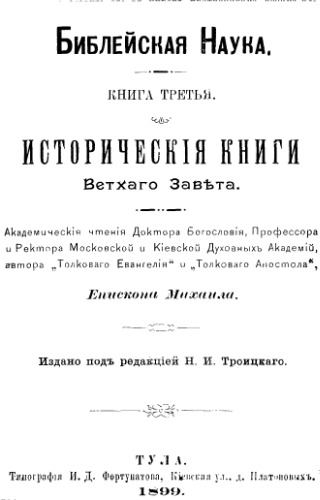 Библейская Наука.
КНИГА ТРЕТЬЯ.
ИСТОРИЧЕСКІЯ КНИГИ
Ветхаго Завѣта.
Академическія чтенія Доктора Богословія, Профессора
и Ректора Московской и Кіевской Духовныхъ Академій,
автора „Толковаго Евангелія“ и „Толковаго Апостола“,
Епископа Михаила.
Издано подъ редакціей Н. И. Троицкаго.
ТУЛА.
Типографія И. Д. Фортунатова, Кіевская ул., д. Платоновыхъ.
1899.